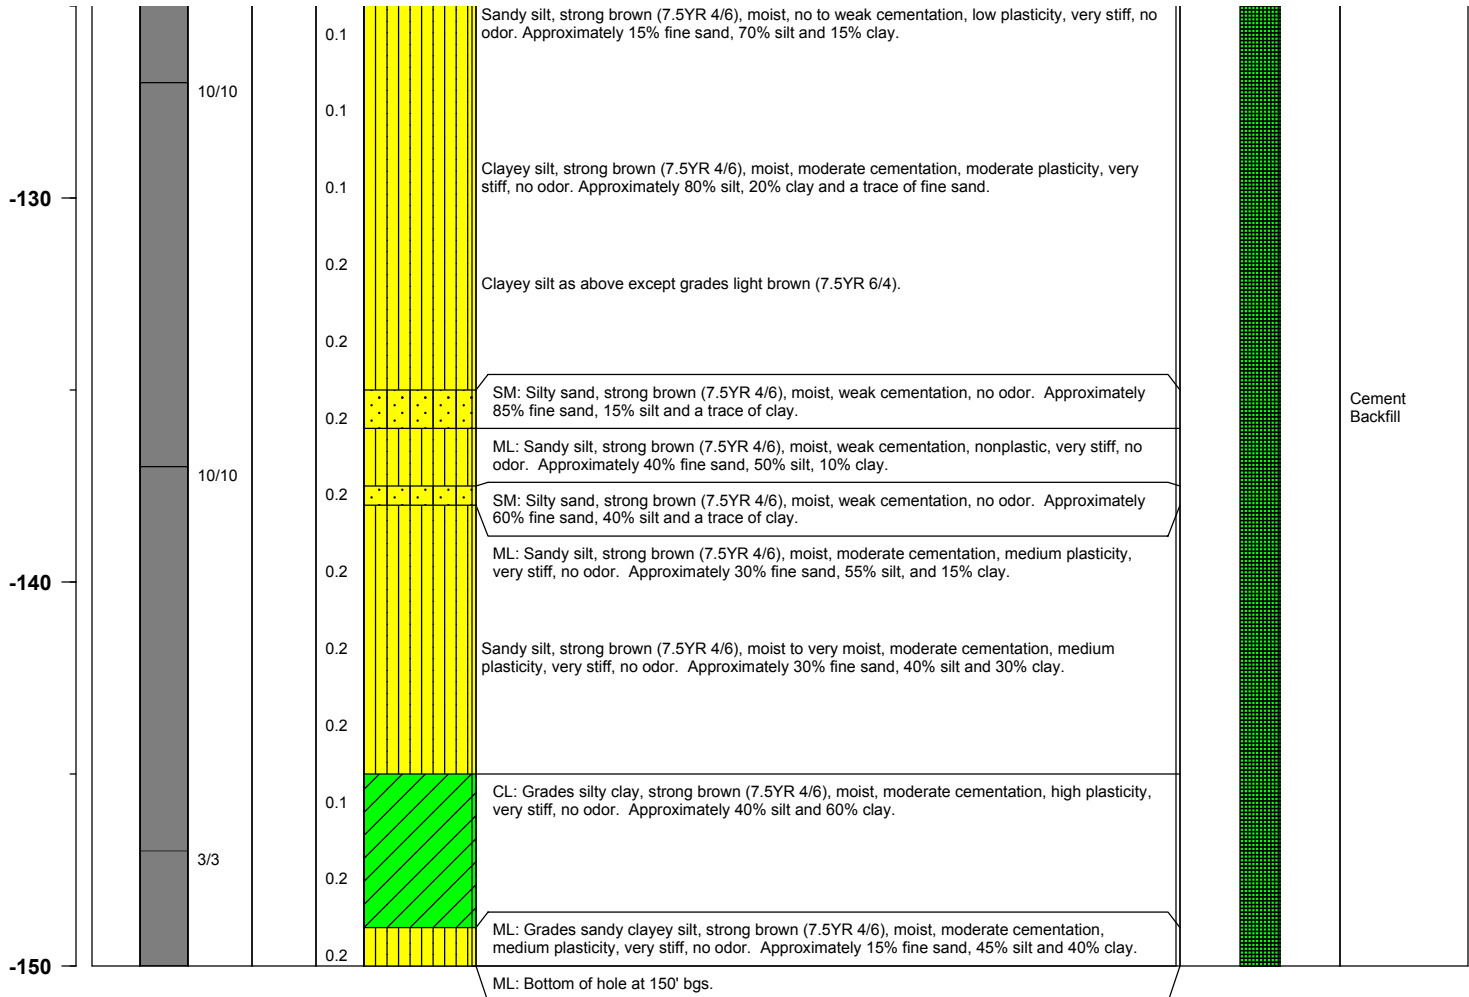 Sandy silt, strong brown (7.5YR 4/6), moist, no to weak cementation, low plasticity, very stiff, no
odor. Approximately 15% fine sand, 70% silt and 15% clay.
0.1
10/10
0.1
Clayey silt, strong brown (7.5YR 4/6), moist, moderate cementation, moderate plasticity, very
stiff, no odor. Approximately 80% silt, 20% clay and a trace of fine sand.
0.1
-130
0.2
Clayey silt as above except grades light brown (7.5YR 6/4).
0.2
SM: Silty sand, strong brown (7.5YR 4/6), moist, weak cementation, no odor. Approximately
85% fine sand, 15% silt and a trace of clay.
Cement
Backfill
0.2
ML: Sandy silt, strong brown (7.5YR 4/6), moist, weak cementation, nonplastic, very stiff, no
odor. Approximately 40% fine sand, 50% silt, 10% clay.
10/10
0.2
SM: Silty sand, strong brown (7.5YR 4/6), moist, weak cementation, no odor. Approximately
60% fine sand, 40% silt and a trace of clay.
ML: Sandy silt, strong brown (7.5YR 4/6), moist, moderate cementation, medium plasticity,
very stiff, no odor. Approximately 30% fine sand, 55% silt, and 15% clay.
0.2
-140
0.2
Sandy silt, strong brown (7.5YR 4/6), moist to very moist, moderate cementation, medium
plasticity, very stiff, no odor. Approximately 30% fine sand, 40% silt and 30% clay.
0.2
CL: Grades silty clay, strong brown (7.5YR 4/6), moist, moderate cementation, high plasticity,
very stiff, no odor. Approximately 40% silt and 60% clay.
0.1
3/3
0.2
ML: Grades sandy clayey silt, strong brown (7.5YR 4/6), moist, moderate cementation,
medium plasticity, very stiff, no odor. Approximately 15% fine sand, 45% silt and 40% clay.
0.2
-150
ML: Bottom of hole at 150' bgs.